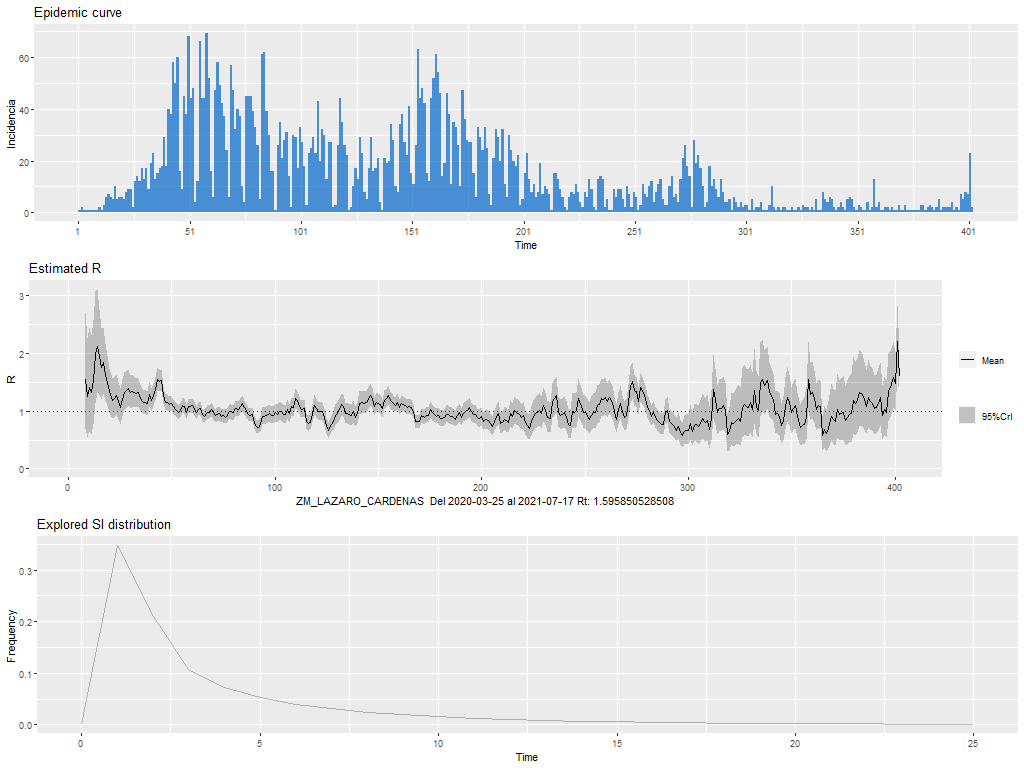 Epidemic curve
Incidencia
60
40
20
0
1
51
101
151
201
251
301
351
401
Time
Estimated R
R
3
2
1
0
0
100
200
300
400
Mean
95%CrI
ZM_LAZARO_CARDENAS Del 2020-03-25 al 2021-07-17 Rt: 1.595850528508
Explored SI distribution
Frequency
0.3
0.2
0.1
0.0
0
5
10
15
20
25
Time